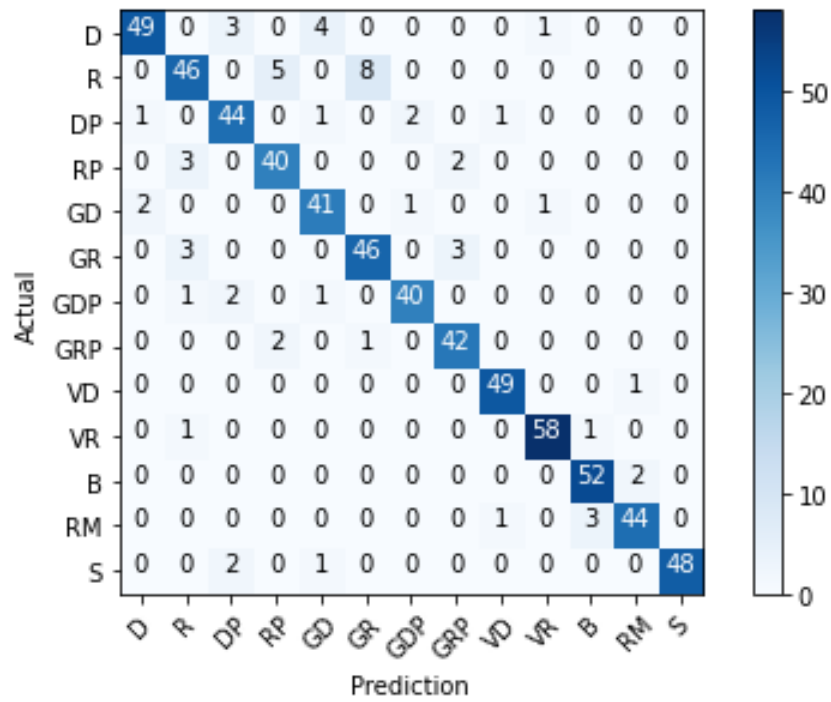 D 49 0 3 0 4 0 0 0 0 1 0 0 0
R 0 46 0 5 0 8 0 0 0 0 0 0 0
DP 1 0 44 0 1 0 2 0 1 0 0 0 0
RP 0 3 0 40 0 0 0 2 0 0 0 0 0
GD 2 0 0 0 41 0 1 0 0 1 0 0 0
GR 0 3 0 0 0 46 0 3 0 0 0 0 0
GDP 0 1 2 0 1 0 40 0 0 0 0 0 0
GRP 0 0 0 2 0 1 0 42 0 0 0 0 0
VD 0 0 0 0 0 0 0 0 49 0 0 1 0
VR 0 1 0 0 0 0 0 0 0 58 1 0 0
B 0 0 0 0 0 0 0 0 0 0 52 2 0
RM 0 0 0 0 0 0 0 0 1 0 3 44 0
S 0 0 2 0 1 0 0 0 0 0 0 0 48
D R DP RP GD GR GDP GRP VD VR B RM S
Prediction
Actual
50
40
30
20
10
0